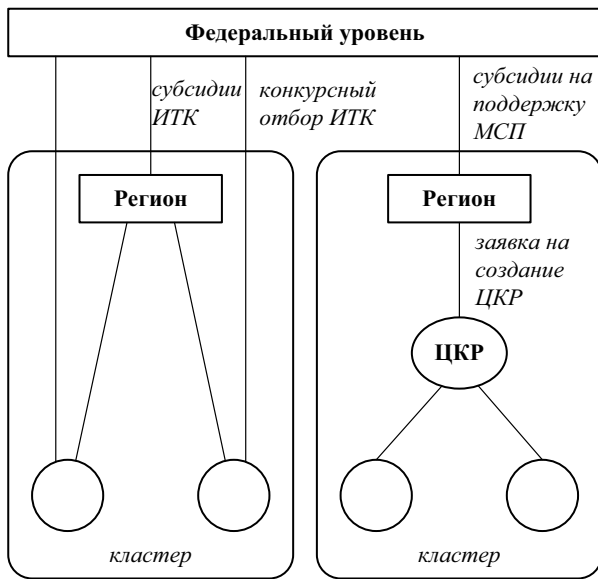 Федеральный уровень
субсидии
ИТК
конкурсный
отбор ИТК
субсидии на
поддержку
МСП
Регион
Регион
заявка на
создание
ЦКР
ЦКР
кластер
кластер